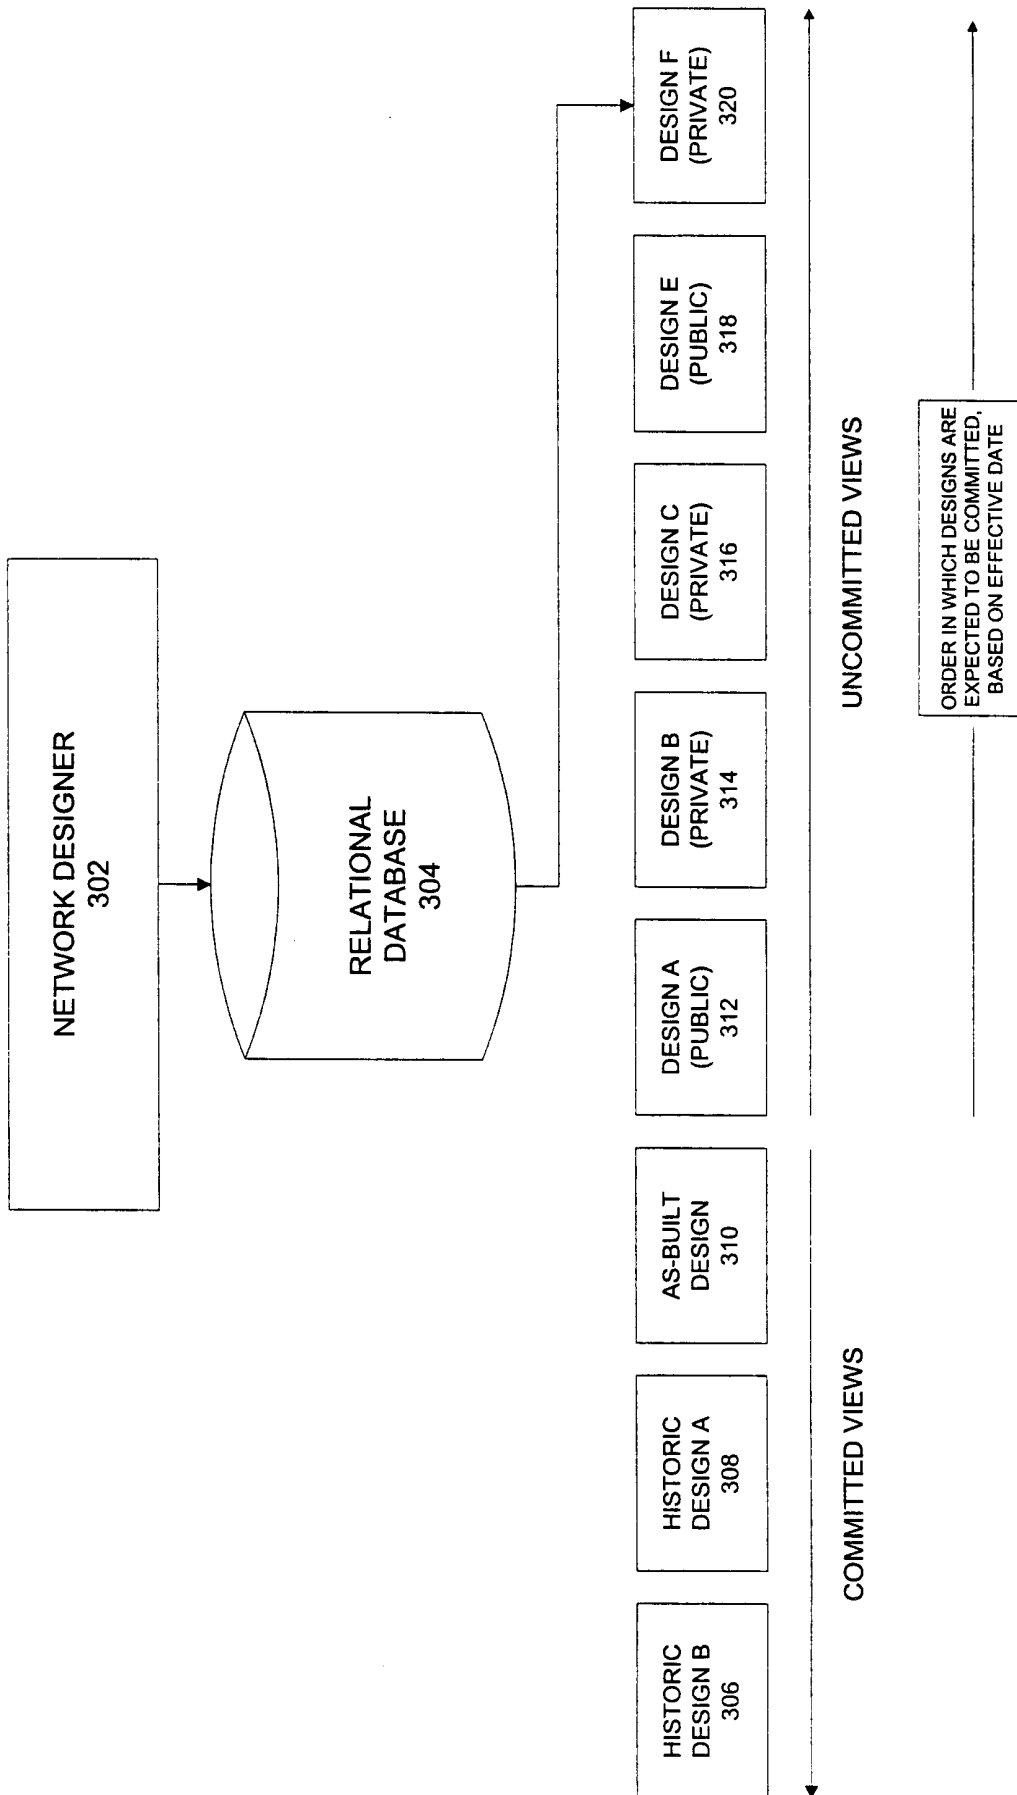 NETWORK DESIGNER
302
RELATIONAL
DATABASE
304
HISTORIC
DESIGN B
306
HISTORIC
DESIGN A
308
AS-BUILT
DESIGN
310
DESIGN A
(PUBLIC)
312
DESIGN B
(PRIVATE)
314
DESIGN C
(PRIVATE)
316
DESIGN E
(PUBLIC)
318
DESIGN F
(PRIVATE)
320
COMMITTED VIEWS
UNCOMMITTED VIEWS
ORDER IN WHICH DESIGNS ARE
EXPECTED TO BE COMMITTED,
BASED ON EFFECTIVE DATE